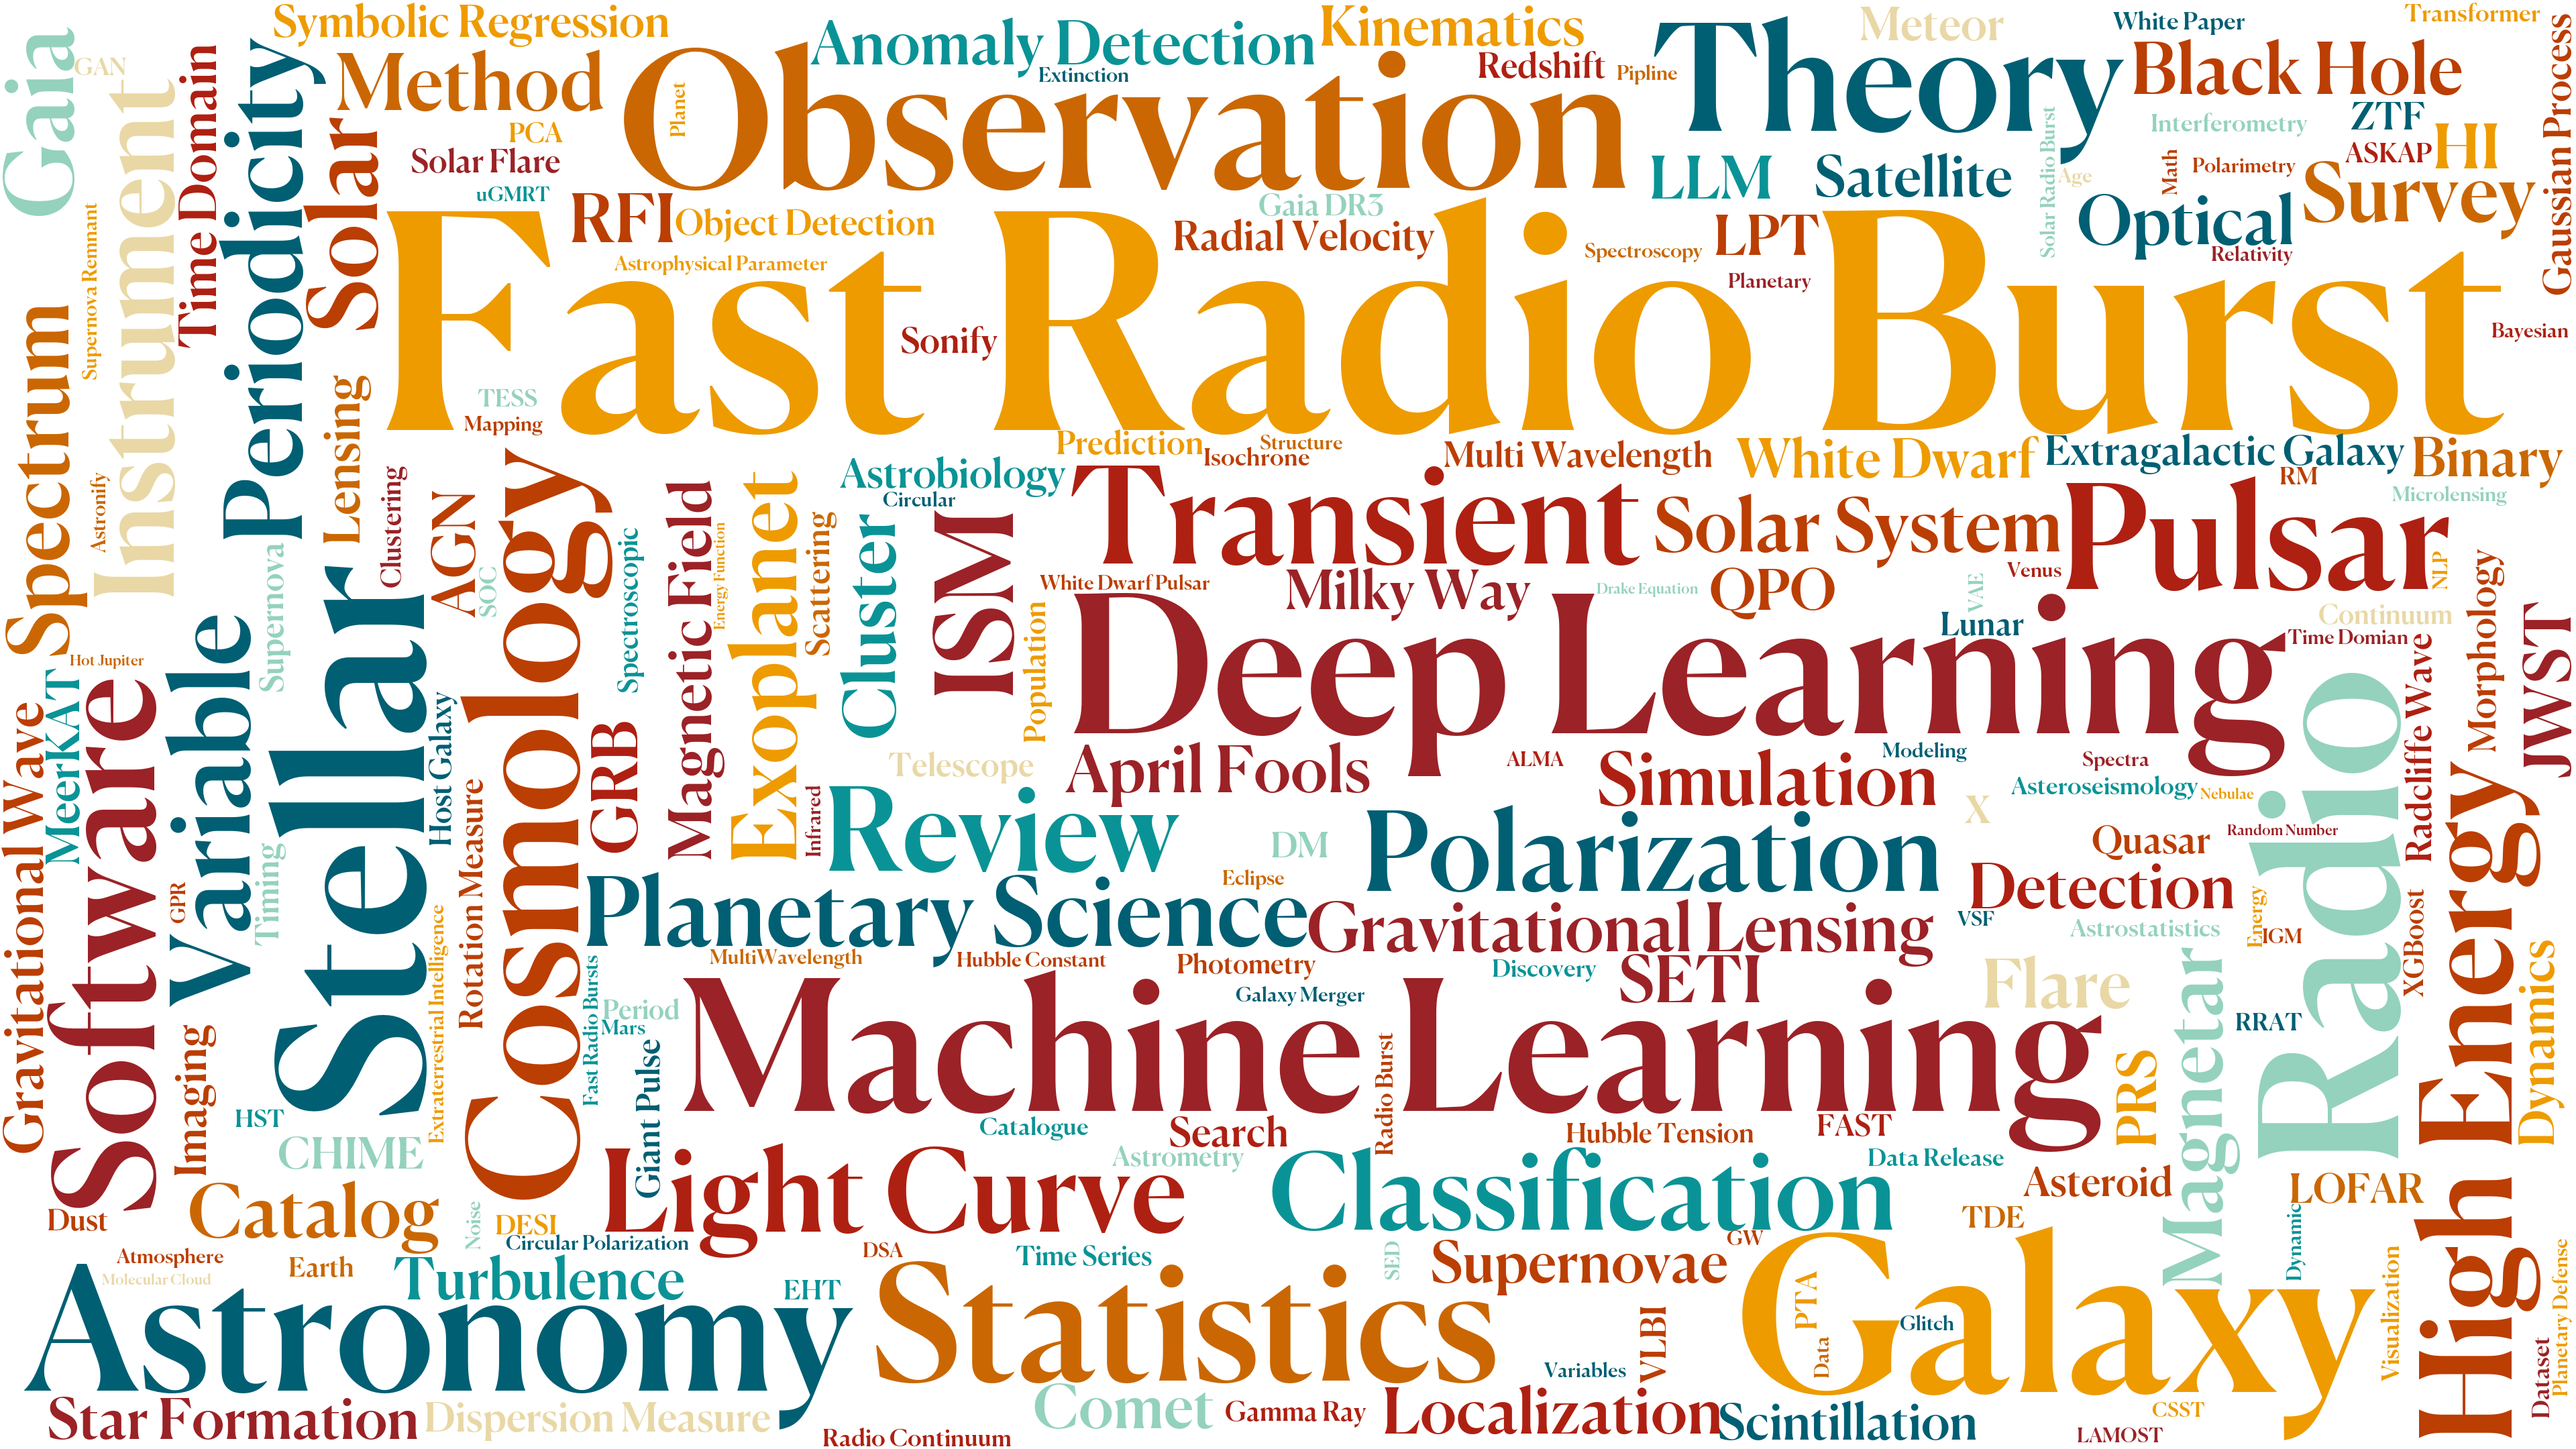 Symbolic Regression
Anomaly Detection
Kinematics
Theory
Meteor
White Paper
Transformer
Gaia
GAN
Time Domain
Periodicity
Solar
Method
Planet
Observation
Extinction
Redshift
Pipline
Black Hole
Gaussian Process
Instrument
PCA
Solar Flare
uGMRT
Solar Radio Burst
Interferometry
ZTF
HI
ASKAP
Math
Polarimetry
Age
LLM
Satellite
Supernova Remnant
RFI
Object Detection
Gaia DR3
Radial Velocity
LPT
Optical
Survey
Astrophysical Parameter
Spectroscopy
Relativity
Planetary
Fast Radio Burst
Sonify
Bayesian
Spectrum
Lensing
TESS
Mapping
Prediction
Structure
Isochrone
Multi Wavelength
White Dwarf
Extragalactic Galaxy
Binary
RM
Microlensing
Astronify
Clustering
AGN
Cosmology
Magnetic Field
Exoplanet
Astrobiology
Circular
Transient
Solar System
Pulsar
Supernova
SOC
Spectroscopic
Energy Function
Scattering
Cluster
ISM
White Dwarf Pulsar
Milky Way
Drake Equation
QPO
Venus
VAE
NLP
Morphology
Continuum
Lunar
Time Domian
JWST
Hot Jupiter
MeerKAT
Software
Variable
Stellar
Host Galaxy
Population
Deep Learning
Radio
Radcliffe Wave
Gravitational Wave
GRB
Rotation Measure
Telescope
April Fools
ALMA
Simulation
Modeling
Spectra
Asteroseismology
Nebulae
High Energy
Infrared
Review
DM
Polarization
X
Quasar
Random Number
Timing
GPR
Eclipse
Detection
Planetary Science
Gravitational Lensing
VSF
Astrostatistics
Energy
IGM
XGBoost
Extraterrestrial Intelligence
MultiWavelength
Hubble Constant
Photometry
Discovery
SETI
Flare
Magnetar
Dynamics
Fast Radio Bursts
Period
Mars
Galaxy Merger
Machine Learning
RRAT
Imaging
HST
Giant Pulse
Radio Burst
PRS
CHIME
Catalogue
Search
Hubble Tension
FAST
Astrometry
Data Release
Catalog
Light Curve
Classification
Asteroid
LOFAR
Dust
Noise
DESI
TDE
Circular Polarization
DSA
Time Series
SED
Supernovae
GW
Dynamic
Atmosphere
Earth
Molecular Cloud
Turbulence
EHT
Visualization
Planetary Defense
Astronomy
Statistics
VLBI
PTA
Data
Glitch
Galaxy
Variables
Dataset
Star Formation
Dispersion Measure
Comet
Gamma Ray
Localization
Scintillation
CSST
Radio Continuum
LAMOST